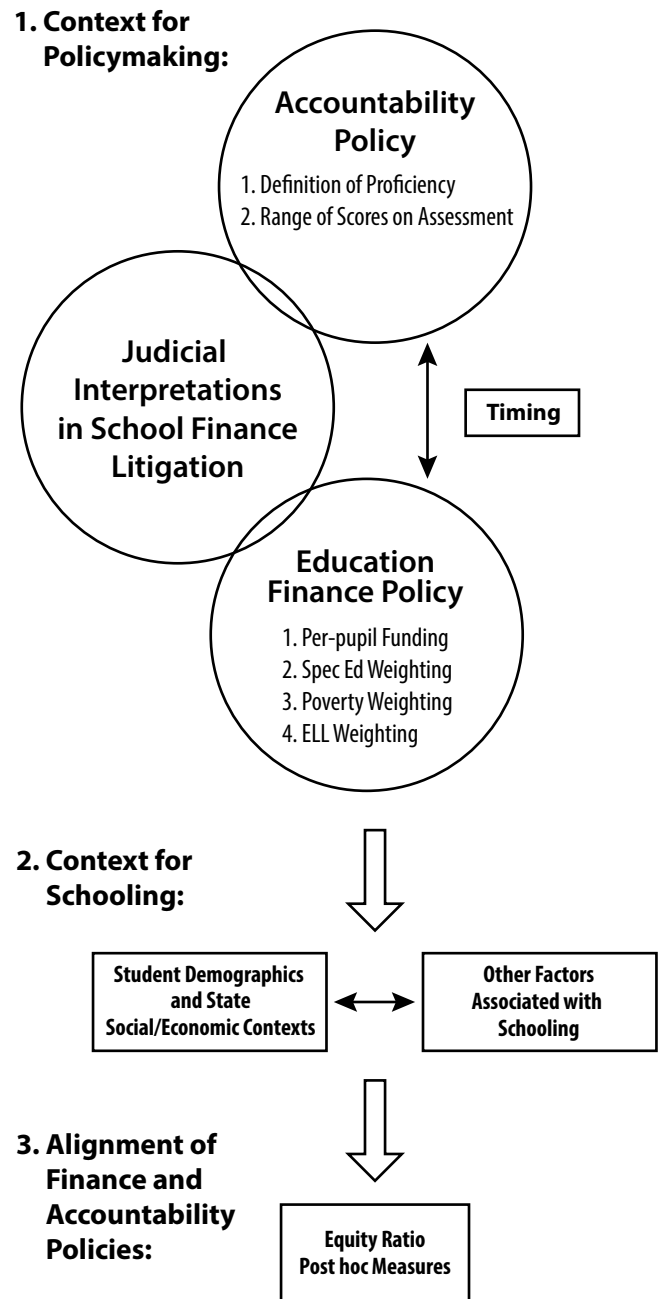 1. Context for
Policymaking:
Accountability
Policy
1. Definition of Proficiency
2. Range of Scores on Assessment
Judicial
Interpretations
in School Finance
Litigation
Timing
Education
Finance Policy
1. Per-pupil Funding
2. Spec Ed Weighting
3. Poverty Weighting
4. ELL Weighting
2. Context for
Schooling:
Student Demographics
and State
Social/Economic Contexts
Other Factors
Associated with
Schooling
3. Alignment of
Finance and
Accountability
Policies:
Equity Ratio
Post hoc Measures